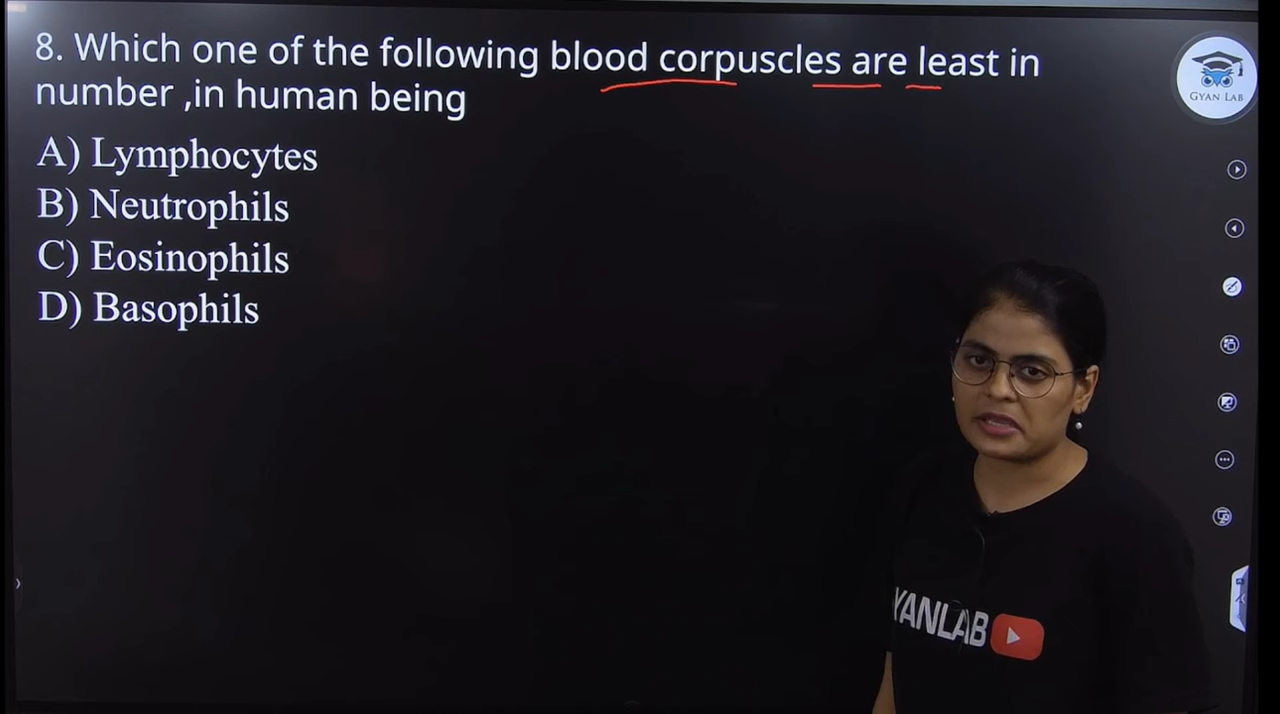 8. Which one of the following blood corpuscles are least in
number ,in human being
A) Lymphocytes
B) Neutrophils
C) Eosinophils
D) Basophils
GYAN LAB
YANLAB